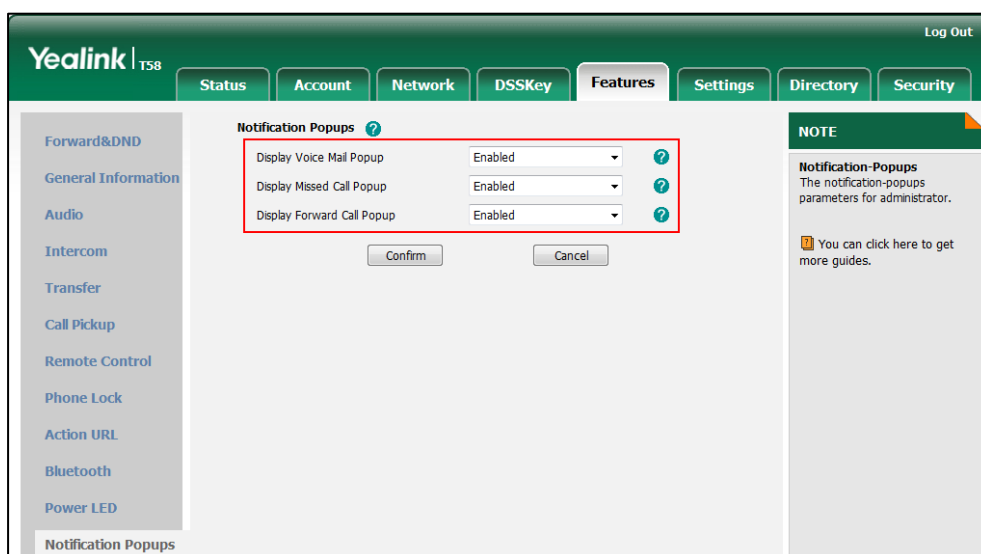 Log Out
Yealink T58
Status Account Network DSSKey Features Settings Directory Security
Forward&DND
General Information
Audio
Intercom
Transfer
Call Pickup
Remote Control
Phone Lock
Action URL
Bluetooth
Power LED
Notification Popups
Notification Popups ?
Display Voice Mail Popup Enabled ?
Display Missed Call Popup Enabled ?
Display Forward Call Popup Enabled ?
Confirm Cancel
NOTE
Notification-Popups
The notification-popups
parameters for administrator.
? You can click here to get
more guides.